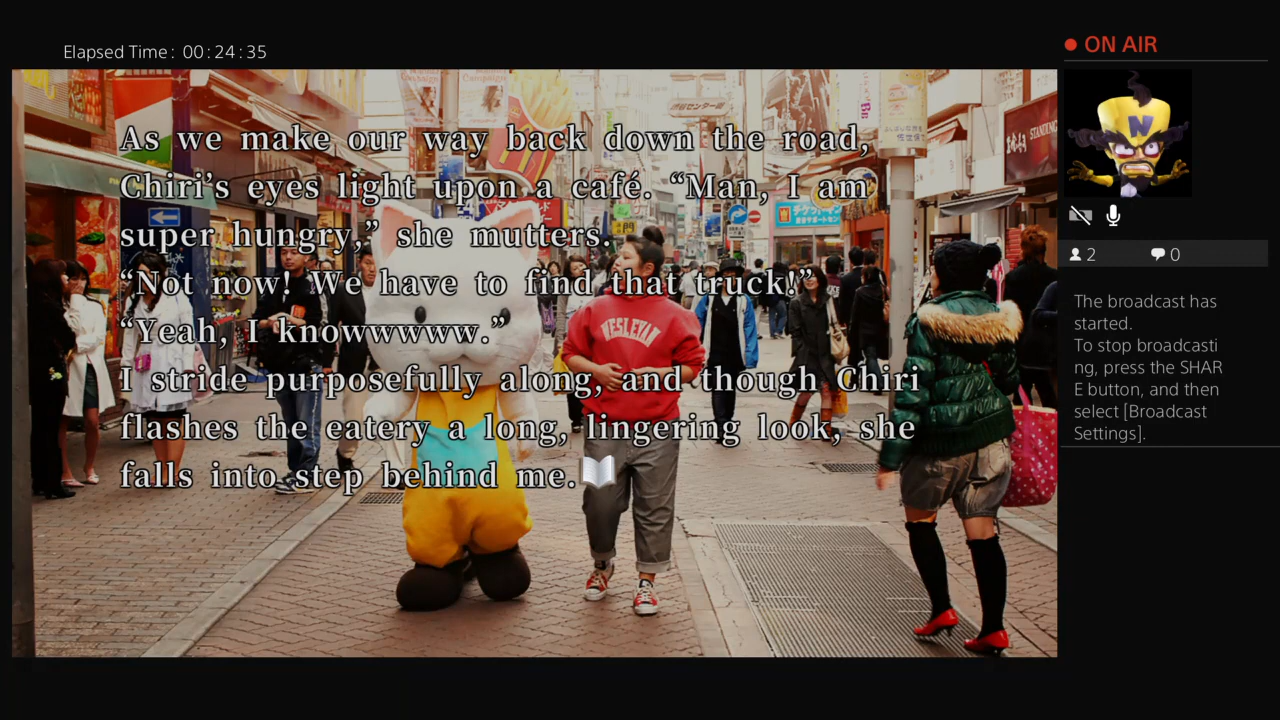 Elapsed Time: 00:24:35
ON AIR
As we make our way back down the road,
Chiri’s eyes light upon a café. “Man, I am
super hungry,” she mutters.
“Not now! We have to find that truck!”
“Yeah, I knowwwww.”
I stride purposefully along, and though Chiri
flashes the eatery a long, lingering look, she
falls into step behind me.
WESLEYAN
STANDING
N
2
0
The broadcast has
started.
To stop broadcasti
ng, press the SHAR
E button, and then
select [Broadcast
Settings].